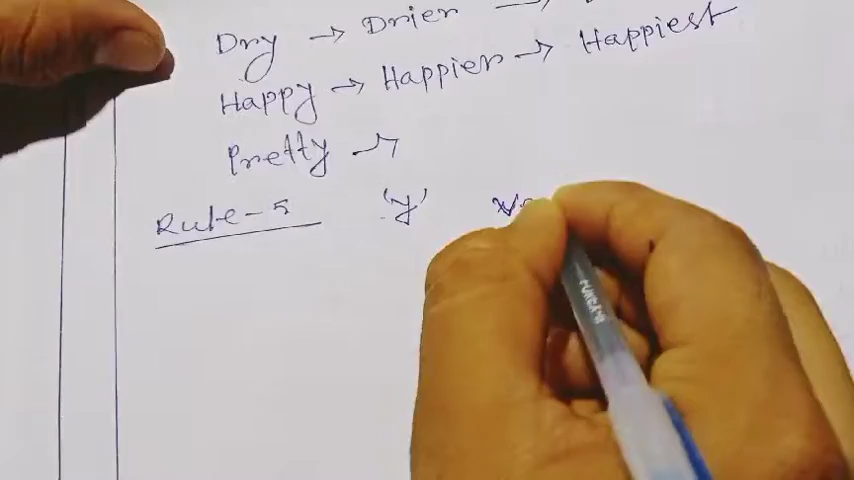 Dry → Drier →
Happy → Happier → Happiest
Pretty →
Rule-5 'y'